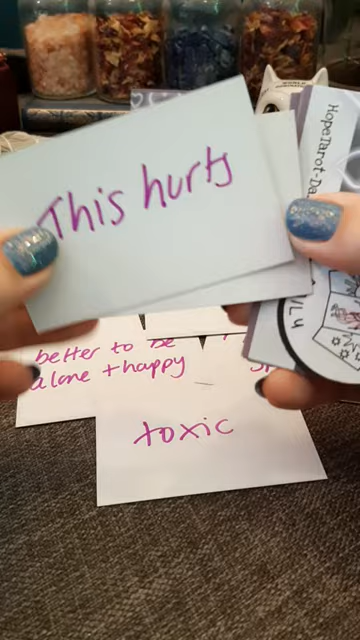 This hurts
HopeTarot-Da
better to be
alone + happy
toxic